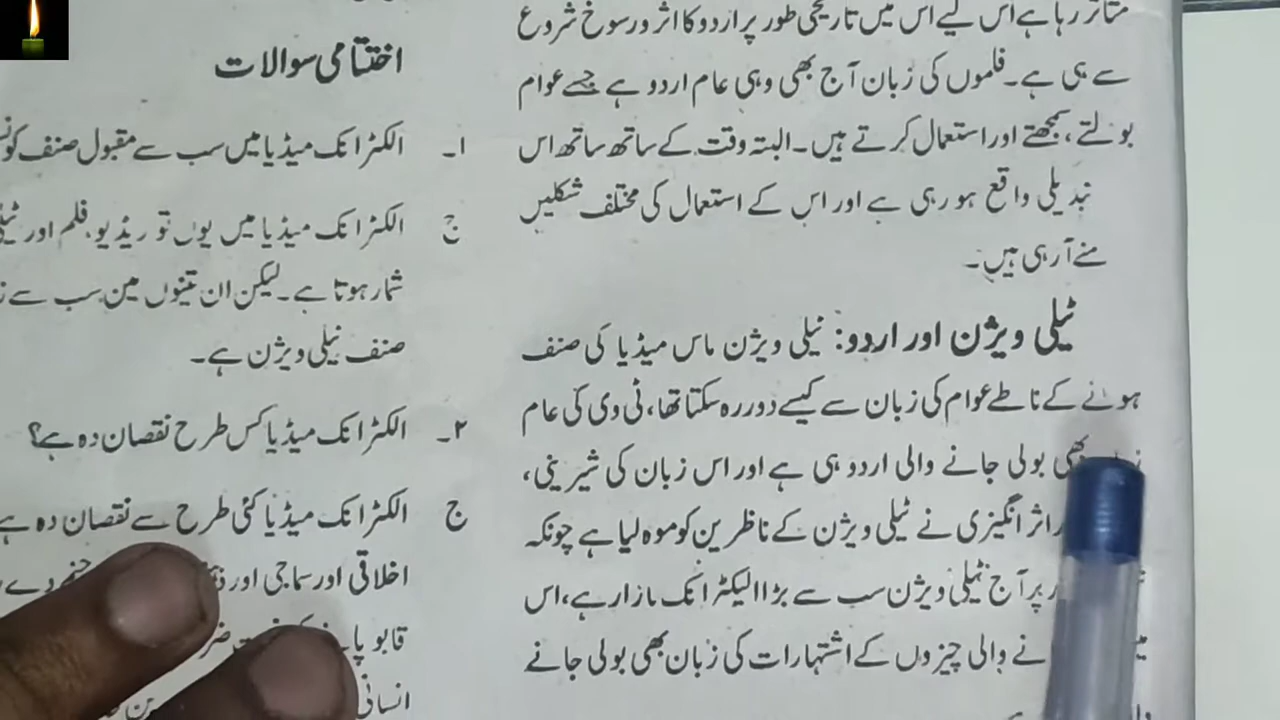 متاثر رہا ہے اس لیے اس میں تاریخی طور پر اردو کا اثر و رسوخ شروع
سے ہی ہے۔ فلموں کی زبان آج بھی وہی عام اردو ہے جسے عوام
بولتے، سمجھتے اور استعمال کرتے ہیں۔ البتہ وقت کے ساتھ ساتھ اس
تبدیلی واقع ہو رہی ہے اور اس کے استعمال کی مختلف شکلیں
منے آرہی ہیں۔
ٹیلی ویژن اور اردو: ٹیلی ویژن ماس میڈیا کی صنف
ہونے کے ناطے عوام کی زبان سے کیسے دور رہ سکتا تھا، ٹی وی کی عام
بھی بولی جانے والی اردو ہی ہے اور اس زبان کی شیرینی،
اثر انگیزی نے ٹیلی ویژن کے ناظرین کو موہ لیا ہے چونکہ
پر آج ٹیلی ویژن سب سے بڑا الیکٹرانک بازار ہے، اس
نے والی چیزوں کے اشتہارات کی زبان بھی بولی جانے
اختتامی سوالات
۱۔ الکٹرانک میڈیا میں سب سے مقبول صنف
ج الکٹرانک میڈیا میں یوں تو ریڈیو، فلم اور
شمار ہوتا ہے۔ لیکن ان تینوں مین سب سے
صنف ٹیلی ویژن ہے۔
۲۔ الکٹرانک میڈیا کس طرح نقصان دہ ہے؟
ج الکٹرانک میڈیا کئی طرح سے نقصان دہ ہے
اخلاقی اور سماجی اور
قابو